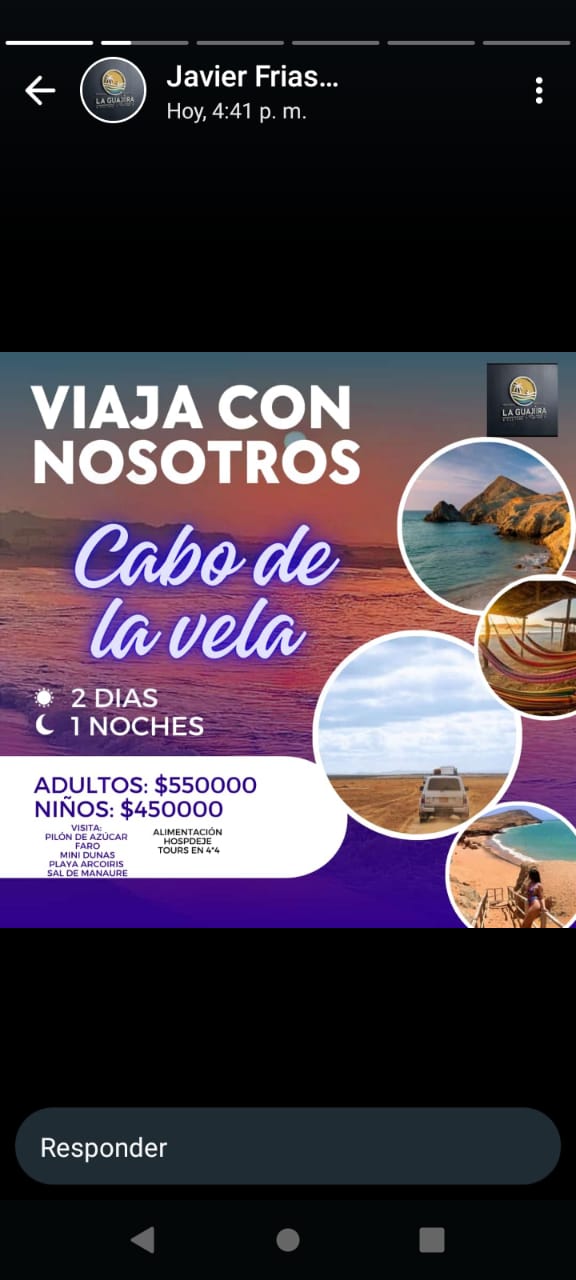 Javier Frias...
Hoy, 4:41 p. m.
VIAJA CON
NOSOTROS
LA GUAJIRA
Cabo de
la vela
2 DIAS
1 NOCHES
ADULTOS: $550000
NIÑOS: $450000
VISITA:
PILÓN DE AZÚCAR
FARO
MINI DUNAS
PLAYA ARCOIRIS
SAL DE MANAURE
ALIMENTACIÓN
HOSPDEJE
TOURS EN 4*4
Responder